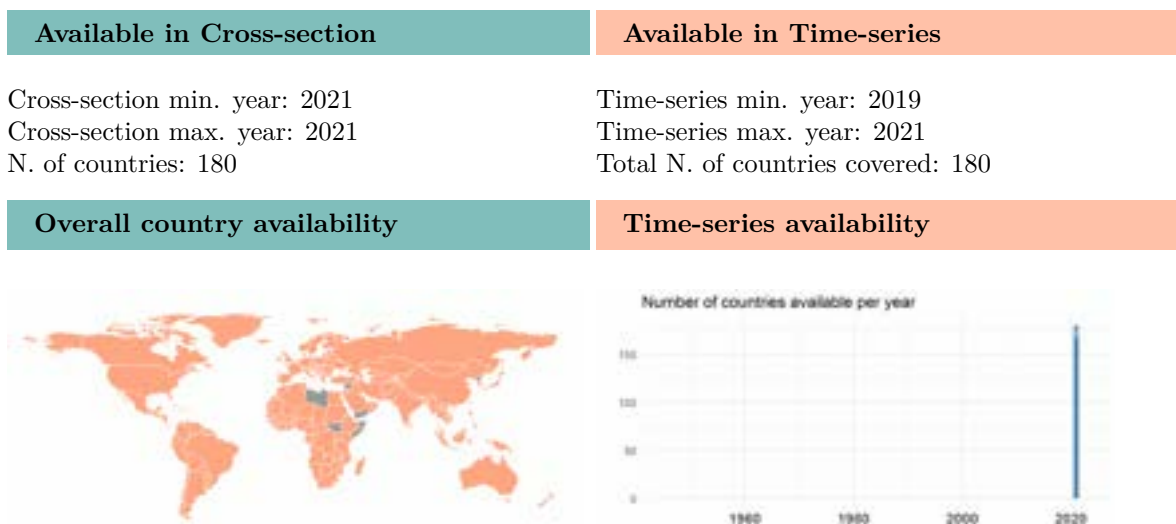 Available in Cross-section
Cross-section min. year: 2021
Cross-section max. year: 2021
N. of countries: 180
Available in Time-series
Time-series min. year: 2019
Time-series max. year: 2021
Total N. of countries covered: 180
Overall country availability
Time-series availability
Number of countries available per year
150
100
50
0
1960
1980
2000
2020